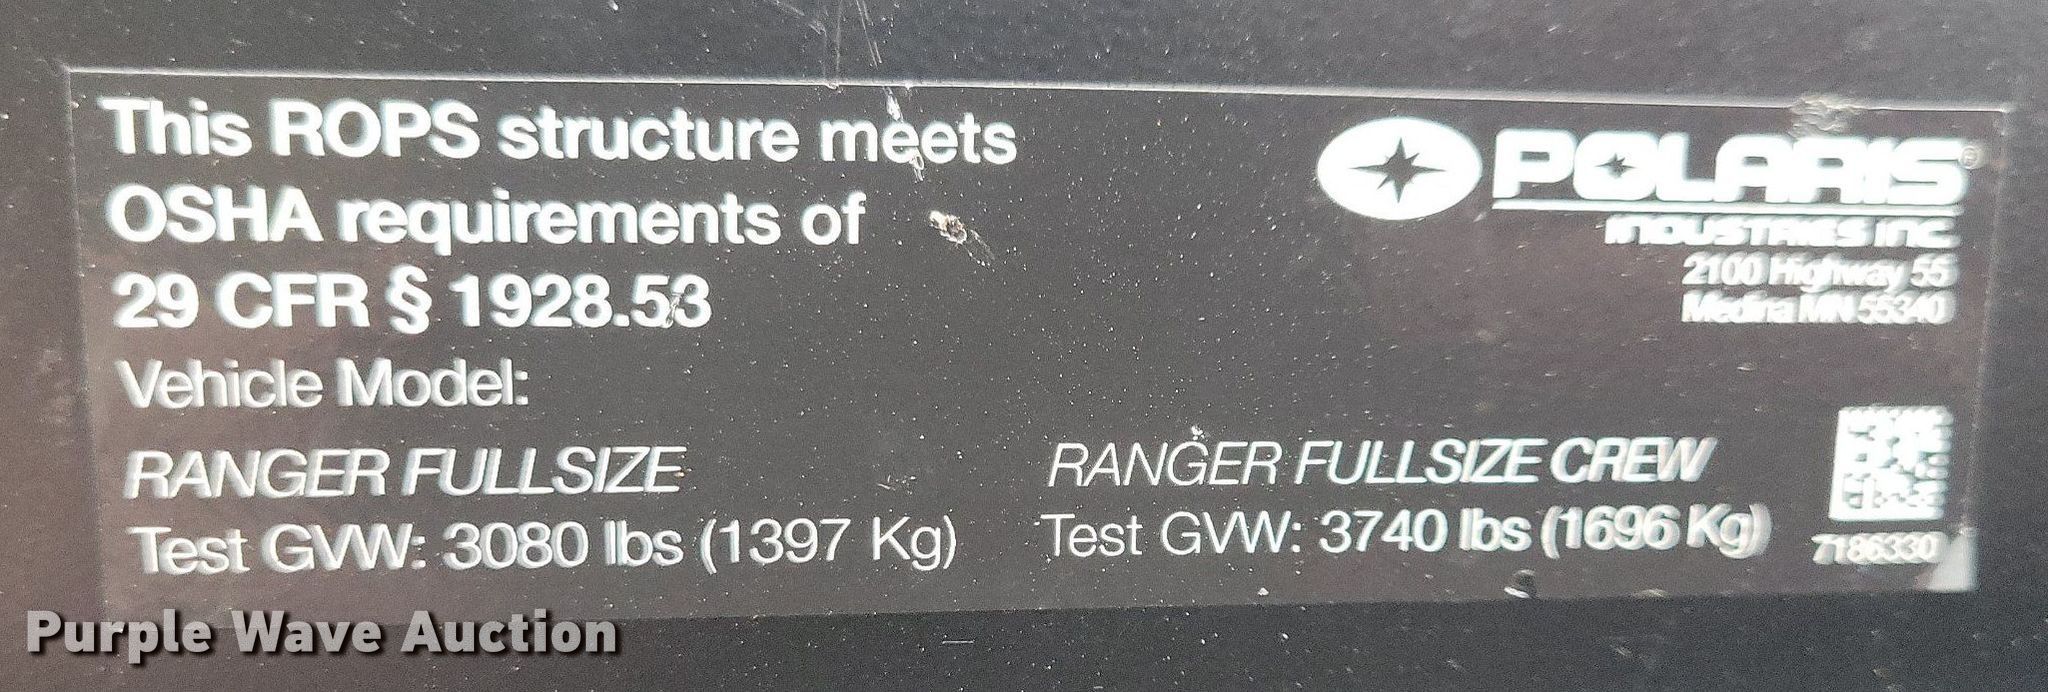 This ROPS structure meets
OSHA requirements of
29 CFR § 1928.53
Vehicle Model:
RANGER FULLSIZE
Test GVW: 3080 lbs (1397 Kg)
RANGER FULLSIZE CREW
Test GVW: 3740 lbs (1696 Kg)
POLARIS®
INDUSTRIES INC.
2100 Highway 55
Medina MN 55340
7186330
Purple Wave Auction